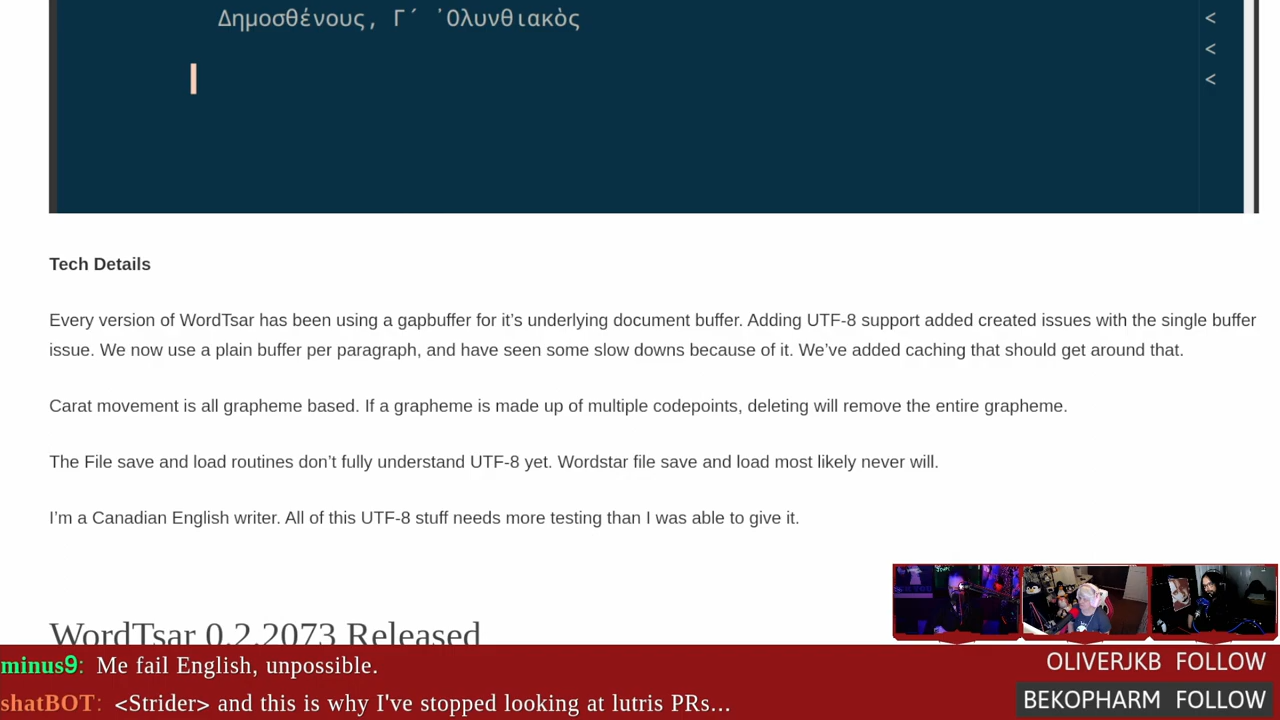 Δημοσθένους, Γ´ ᾿Ολυνθιακὸς
<
<
<
Tech Details
Every version of WordTsar has been using a gapbuffer for it’s underlying document buffer. Adding UTF-8 support added created issues with the single buffer
issue. We now use a plain buffer per paragraph, and have seen some slow downs because of it. We’ve added caching that should get around that.
Carat movement is all grapheme based. If a grapheme is made up of multiple codepoints, deleting will remove the entire grapheme.
The File save and load routines don’t fully understand UTF-8 yet. Wordstar file save and load most likely never will.
I’m a Canadian English writer. All of this UTF-8 stuff needs more testing than I was able to give it.
WordTsar 0.2.2073 Released
minus9: Me fail English, unpossible.
OLIVERJKB FOLLOW
shatBOT: <Strider> and this is why I've stopped looking at lutris PRs...
BEKOPHARM FOLLOW